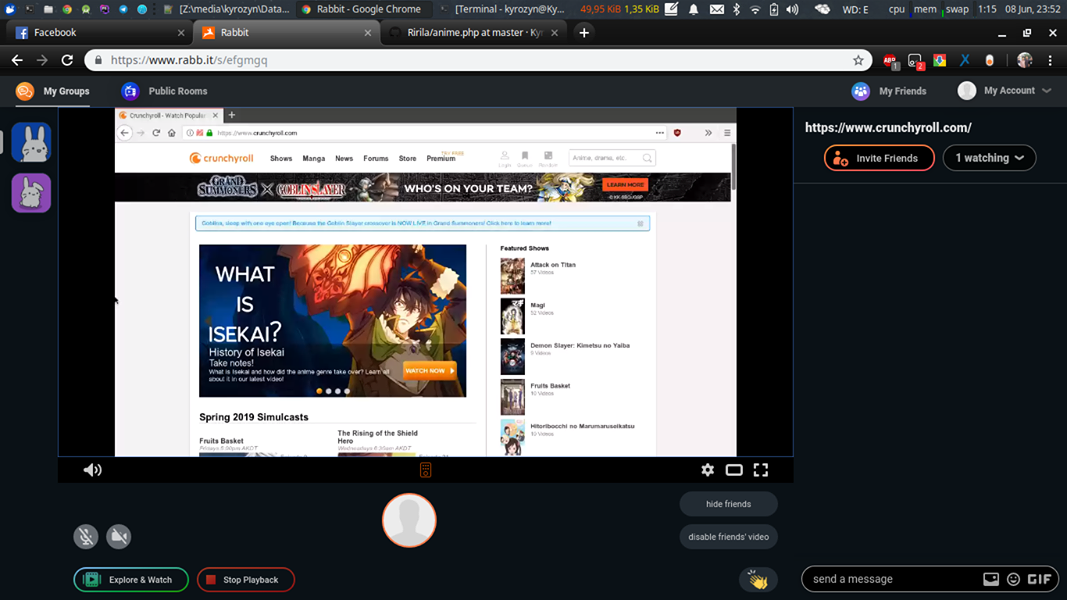 [Z:\media\kyrozyn\Data...
Rabbit - Google Chrome
[Terminal - kyrozyn@Ky...
49,95 KiB 1,35 KiB
WD: E
cpu mem swap 1:15 08 Jun, 23:52
Facebook
Rabbit
Ririla/anime.php at master · Kyr
https://www.rabb.it/s/efgmgq
My Groups
Public Rooms
My Friends
My Account
Crunchyroll - Watch Popular
https://www.crunchyroll.com
crunchyroll
Shows Manga News Forums Store Premium
TRY FREE
Login Queue Random
Anime, drama, etc.
GRAND SUMMONERS X GOBLIN SLAYER
WHO'S ON YOUR TEAM?
LEARN MORE
Goblins, sleep with one eye open! Because the Goblin Slayer crossover is NOW LIVE in Grand Summoners! Click here to learn more!
WHAT
IS
ISEKAI?
History of Isekai
Take notes!
What is Isekai and how did the anime genre take over? Learn all
about it in our latest video!
WATCH NOW
Featured Shows
Attack on Titan
57 Videos
Magi
52 Videos
Demon Slayer: Kimetsu no Yaiba
Fruits Basket
10 Videos
Hitoribocchi no Marumaruseikatsu
10 Videos
Spring 2019 Simulcasts
Fruits Basket
Fridays 9:30am AKDT
The Rising of the Shield
Hero
https://www.crunchyroll.com/
Invite Friends
1 watching
hide friends
disable friends' video
Explore & Watch
Stop Playback
send a message
GIF